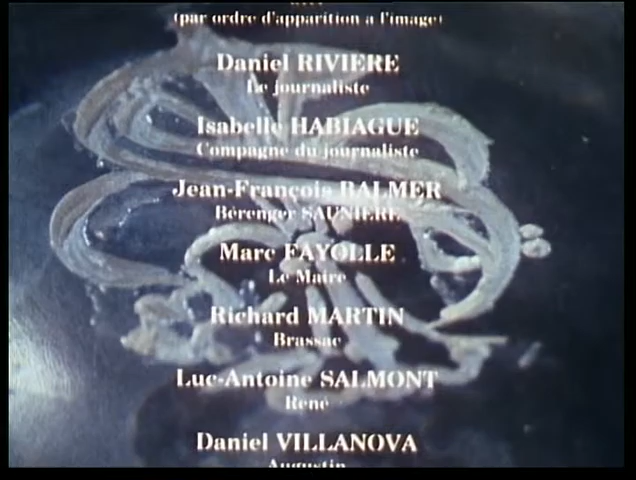 (par ordre d'apparition a l'image)
Daniel RIVIERE
Le journaliste
Isabelle HABIAGUE
Compagne du journaliste
Jean-François BALMER
Bérenger SAUNIERE
Marc FAYOLLE
Le Maire
Richard MARTIN
Brassac
Luc-Antoine SALMONT
René
Daniel VILLANOVA
Augustin